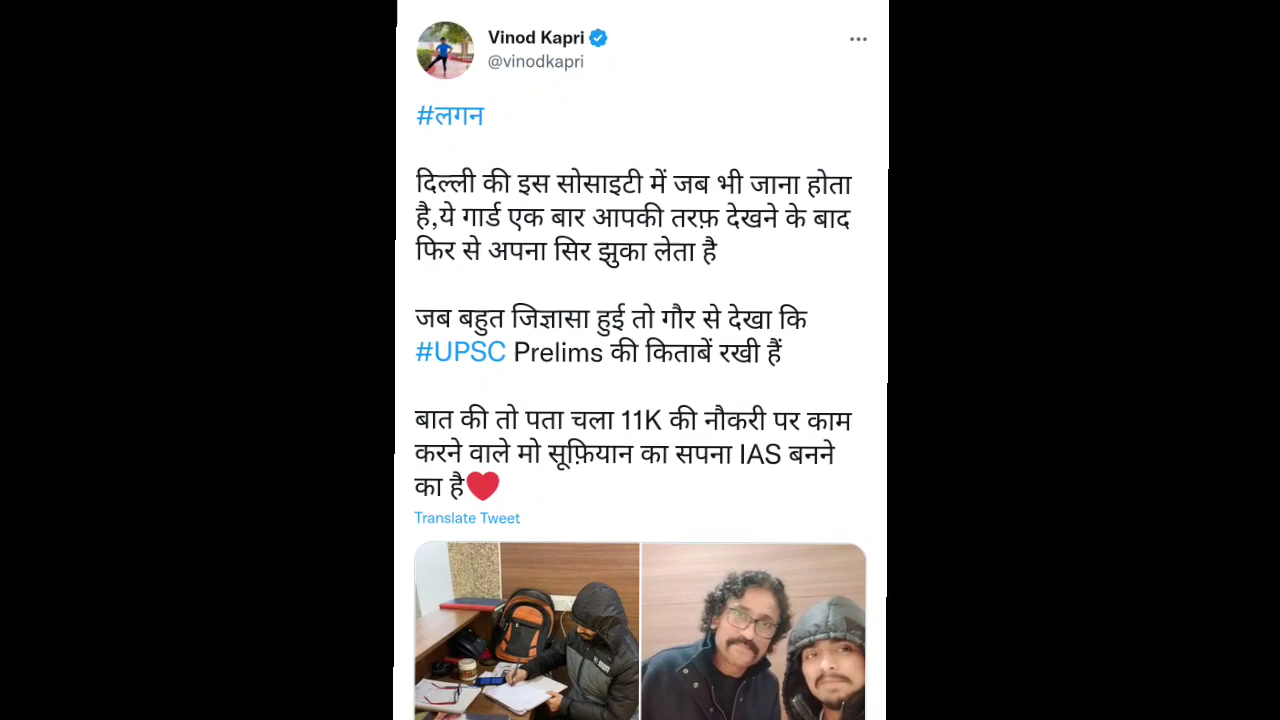 Vinod Kapri
@vinodkapri
#लगन
दिल्ली की इस सोसाइटी में जब भी जाना होता
है,ये गार्ड एक बार आपकी तरफ़ देखने के बाद
फिर से अपना सिर झुका लेता है
जब बहुत जिज्ञासा हुई तो गौर से देखा कि
#UPSC Prelims की किताबें रखी हैं
बात की तो पता चला 11K की नौकरी पर काम
करने वाले मो सूफ़ियान का सपना IAS बनने
का है❤️
Translate Tweet